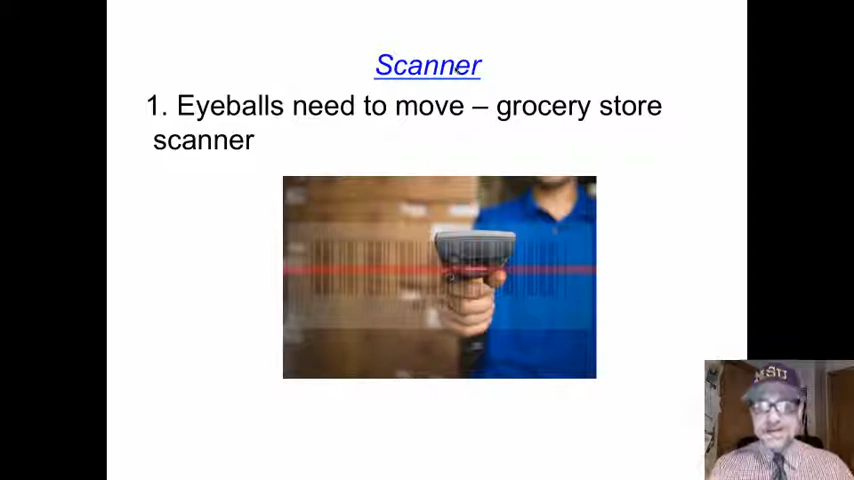 Scanner
1. Eyeballs need to move – grocery store
scanner
MSU